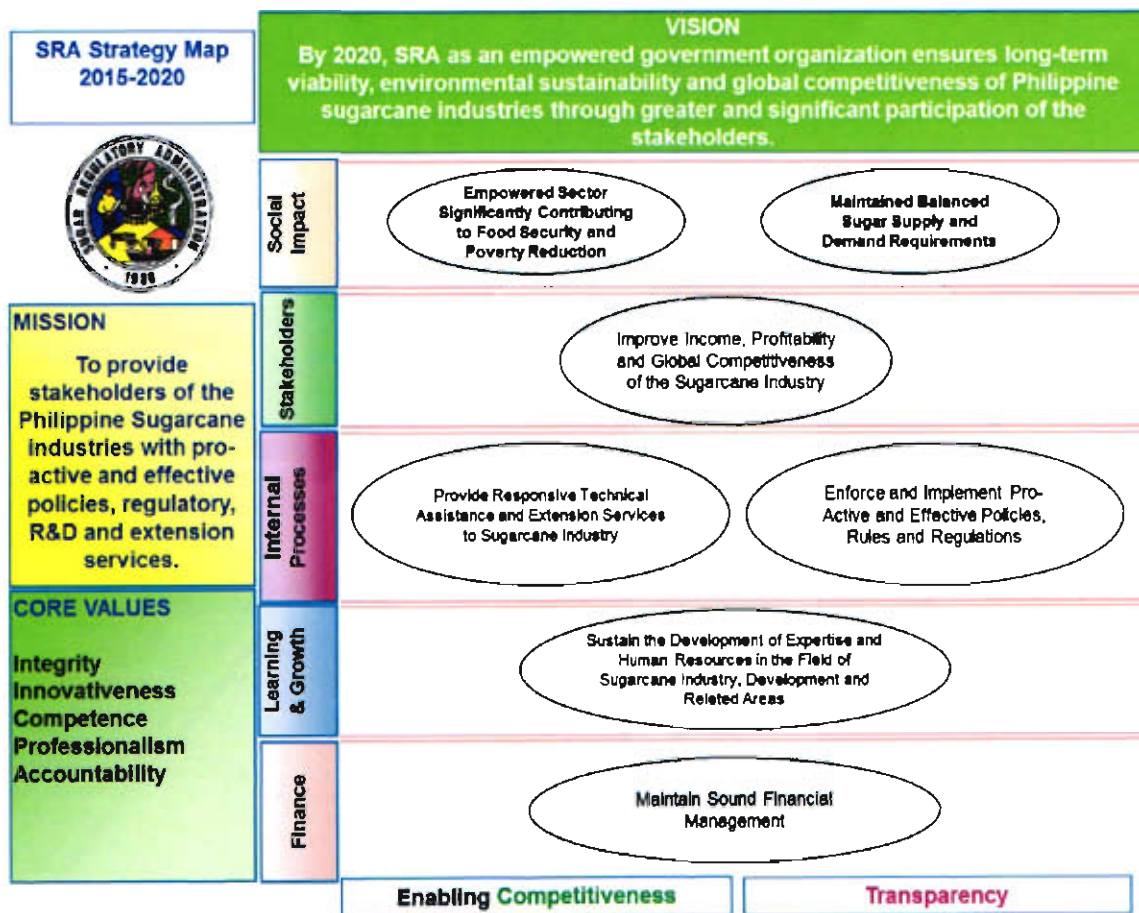 SRA Strategy Map
2015-2020
VISION
By 2020, SRA as an empowered government organization ensures long-term
viability, environmental sustainability and global competitiveness of Philippine
sugarcane industries through greater and significant participation of the
stakeholders.
SUGAR REGULATORY ADMINISTRATION
MISSION
To provide
stakeholders of the
Philippine Sugarcane
industries with pro-
active and effective
policies, regulatory,
R&D and extension
services.
CORE VALUES
Integrity
Innovativeness
Competence
Professionalism
Accountability
Social
Impact
Empowered Sector
Significantly Contributing
to Food Security and
Poverty Reduction
Maintained Balanced
Sugar Supply and
Demand Requirements
Stakeholders
Improve Income, Profitability
and Global Competitiveness
of the Sugarcane Industry
Internal
Processes
Provide Responsive Technical
Assistance and Extension Services
to Sugarcane Industry
Enforce and Implement Pro-
Active and Effective Policies,
Rules and Regulations
Learning
& Growth
Sustain the Development of Expertise and
Human Resources in the Field of
Sugarcane Industry, Development and
Related Areas
Finance
Maintain Sound Financial
Management
Enabling Competitiveness
Transparency